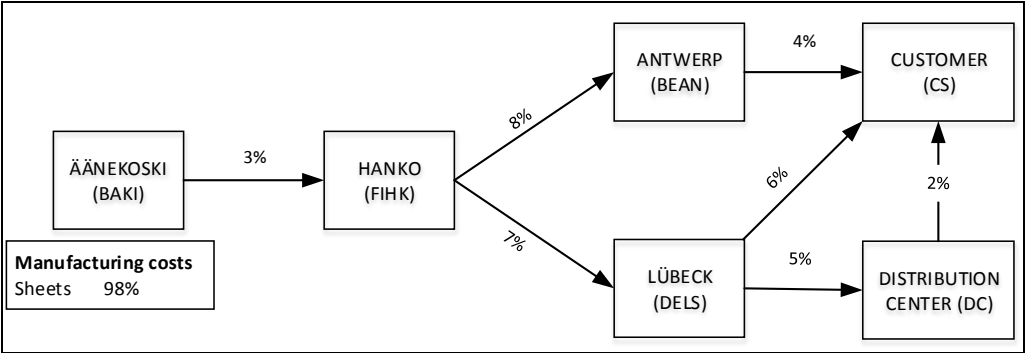 ANTWERP
(BEAN)
4%
CUSTOMER
(CS)
8%
ÄÄNEKOSKI
(BAKI)
3%
HANKO
(FIHK)
6%
2%
7%
Manufacturing costs
Sheets 98%
LÜBECK
(DELS)
5%
DISTRIBUTION
CENTER (DC)